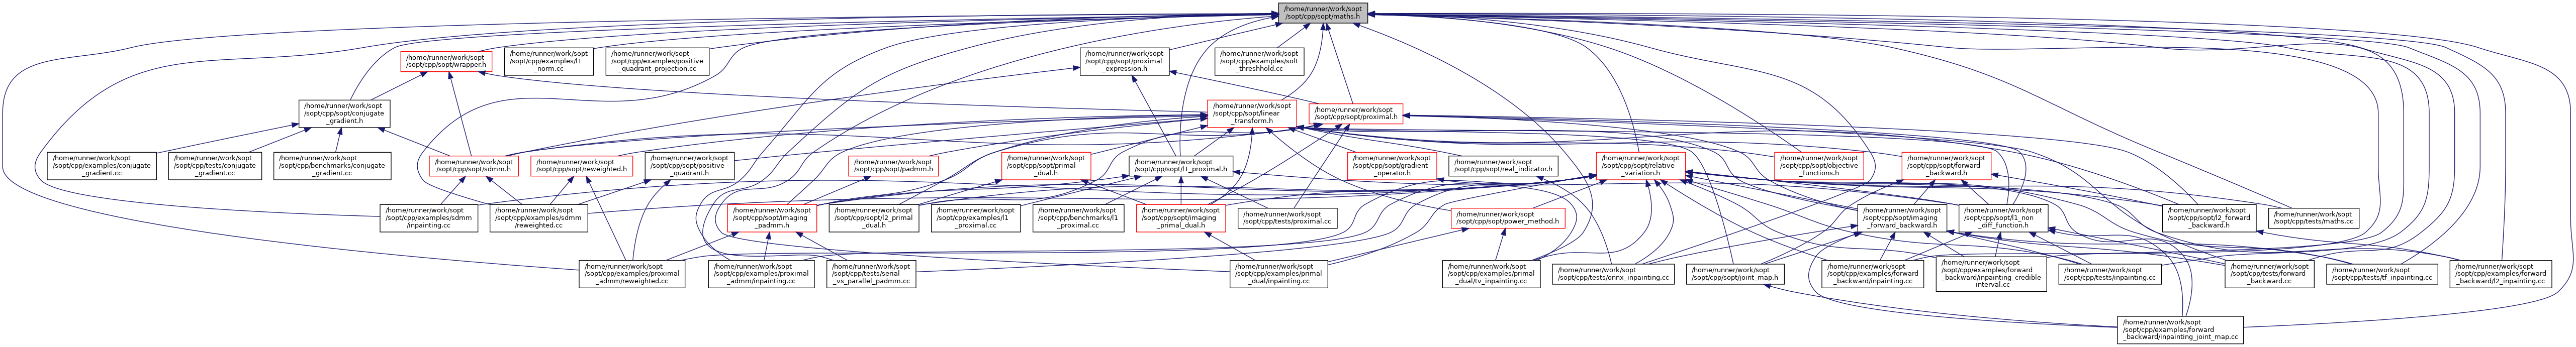 /home/runner/work/sopt
/sopt/cpp/sopt/maths.h
/home/runner/work/sopt
/sopt/cpp/sopt/wrapper.h
/home/runner/work/sopt
/sopt/cpp/examples/l1
_norm.cc
/home/runner/work/sopt
/sopt/cpp/examples/positive
_quadrant_projection.cc
/home/runner/work/sopt
/sopt/cpp/sopt/proximal
_expression.h
/home/runner/work/sopt
/sopt/cpp/examples/soft
_threshhold.cc
/home/runner/work/sopt
/sopt/cpp/sopt/conjugate
_gradient.h
/home/runner/work/sopt
/sopt/cpp/sopt/linear
_transform.h
/home/runner/work/sopt
/sopt/cpp/sopt/proximal.h
/home/runner/work/sopt
/sopt/cpp/examples/conjugate
_gradient.cc
/home/runner/work/sopt
/sopt/cpp/tests/conjugate
_gradient.cc
/home/runner/work/sopt
/sopt/cpp/benchmarks/conjugate
_gradient.cc
/home/runner/work/sopt
/sopt/cpp/sopt/sdmm.h
/home/runner/work/sopt
/sopt/cpp/sopt/reweighted.h
/home/runner/work/sopt
/sopt/cpp/sopt/positive
_quadrant.h
/home/runner/work/sopt
/sopt/cpp/sopt/padmm.h
/home/runner/work/sopt
/sopt/cpp/sopt/primal
_dual.h
/home/runner/work/sopt
/sopt/cpp/sopt/l1_proximal.h
/home/runner/work/sopt
/sopt/cpp/sopt/gradient
_operator.h
/home/runner/work/sopt
/sopt/cpp/sopt/real_indicator.h
/home/runner/work/sopt
/sopt/cpp/sopt/relative
_variation.h
/home/runner/work/sopt
/sopt/cpp/sopt/objective
_functions.h
/home/runner/work/sopt
/sopt/cpp/sopt/forward
_backward.h
/home/runner/work/sopt
/sopt/cpp/examples/sdmm
/inpainting.cc
/home/runner/work/sopt
/sopt/cpp/examples/sdmm
/reweighted.cc
/home/runner/work/sopt
/sopt/cpp/sopt/imaging
_padmm.h
/home/runner/work/sopt
/sopt/cpp/sopt/l2_primal
_dual.h
/home/runner/work/sopt
/sopt/cpp/examples/l1
_proximal.cc
/home/runner/work/sopt
/sopt/cpp/benchmarks/l1
_proximal.cc
/home/runner/work/sopt
/sopt/cpp/sopt/imaging
_primal_dual.h
/home/runner/work/sopt
/sopt/cpp/tests/proximal.cc
/home/runner/work/sopt
/sopt/cpp/sopt/power_method.h
/home/runner/work/sopt
/sopt/cpp/sopt/imaging
_forward_backward.h
/home/runner/work/sopt
/sopt/cpp/sopt/l1_non
_diff_function.h
/home/runner/work/sopt
/sopt/cpp/sopt/l2_forward
_backward.h
/home/runner/work/sopt
/sopt/cpp/tests/maths.cc
/home/runner/work/sopt
/sopt/cpp/examples/proximal
_admm/reweighted.cc
/home/runner/work/sopt
/sopt/cpp/examples/proximal
_admm/inpainting.cc
/home/runner/work/sopt
/sopt/cpp/tests/serial
_vs_parallel_padmm.cc
/home/runner/work/sopt
/sopt/cpp/examples/primal
_dual/inpainting.cc
/home/runner/work/sopt
/sopt/cpp/examples/primal
_dual/tv_inpainting.cc
/home/runner/work/sopt
/sopt/cpp/tests/onnx_inpainting.cc
/home/runner/work/sopt
/sopt/cpp/sopt/joint_map.h
/home/runner/work/sopt
/sopt/cpp/examples/forward
_backward/inpainting.cc
/home/runner/work/sopt
/sopt/cpp/examples/forward
_backward/inpainting_credible
_interval.cc
/home/runner/work/sopt
/sopt/cpp/tests/inpainting.cc
/home/runner/work/sopt
/sopt/cpp/tests/forward
_backward.cc
/home/runner/work/sopt
/sopt/cpp/tests/tf_inpainting.cc
/home/runner/work/sopt
/sopt/cpp/examples/forward
_backward/l2_inpainting.cc
/home/runner/work/sopt
/sopt/cpp/examples/forward
_backward/inpainting_joint_map.cc